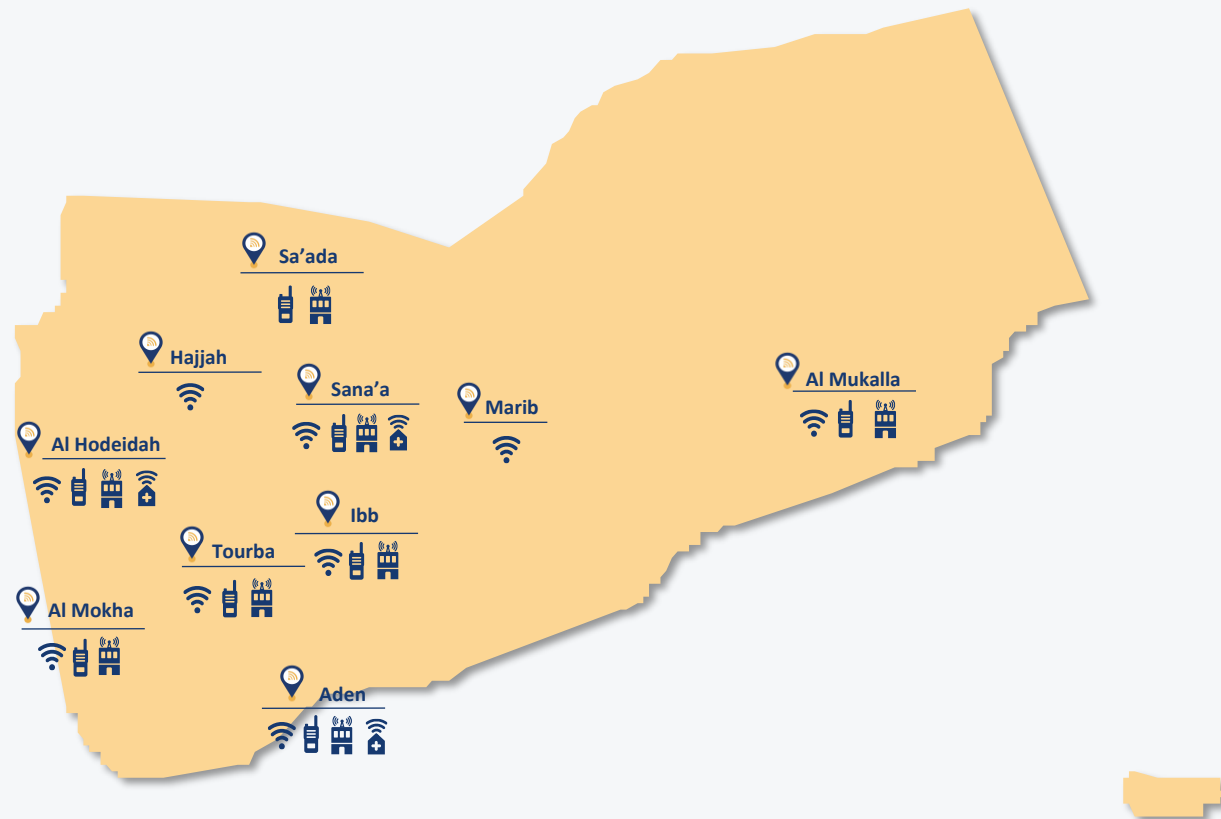 Sa’ada
Hajjah
Sana’a
Al Mukalla
Marib
Al Hodeidah
Ibb
Tourba
Al Mokha
Aden